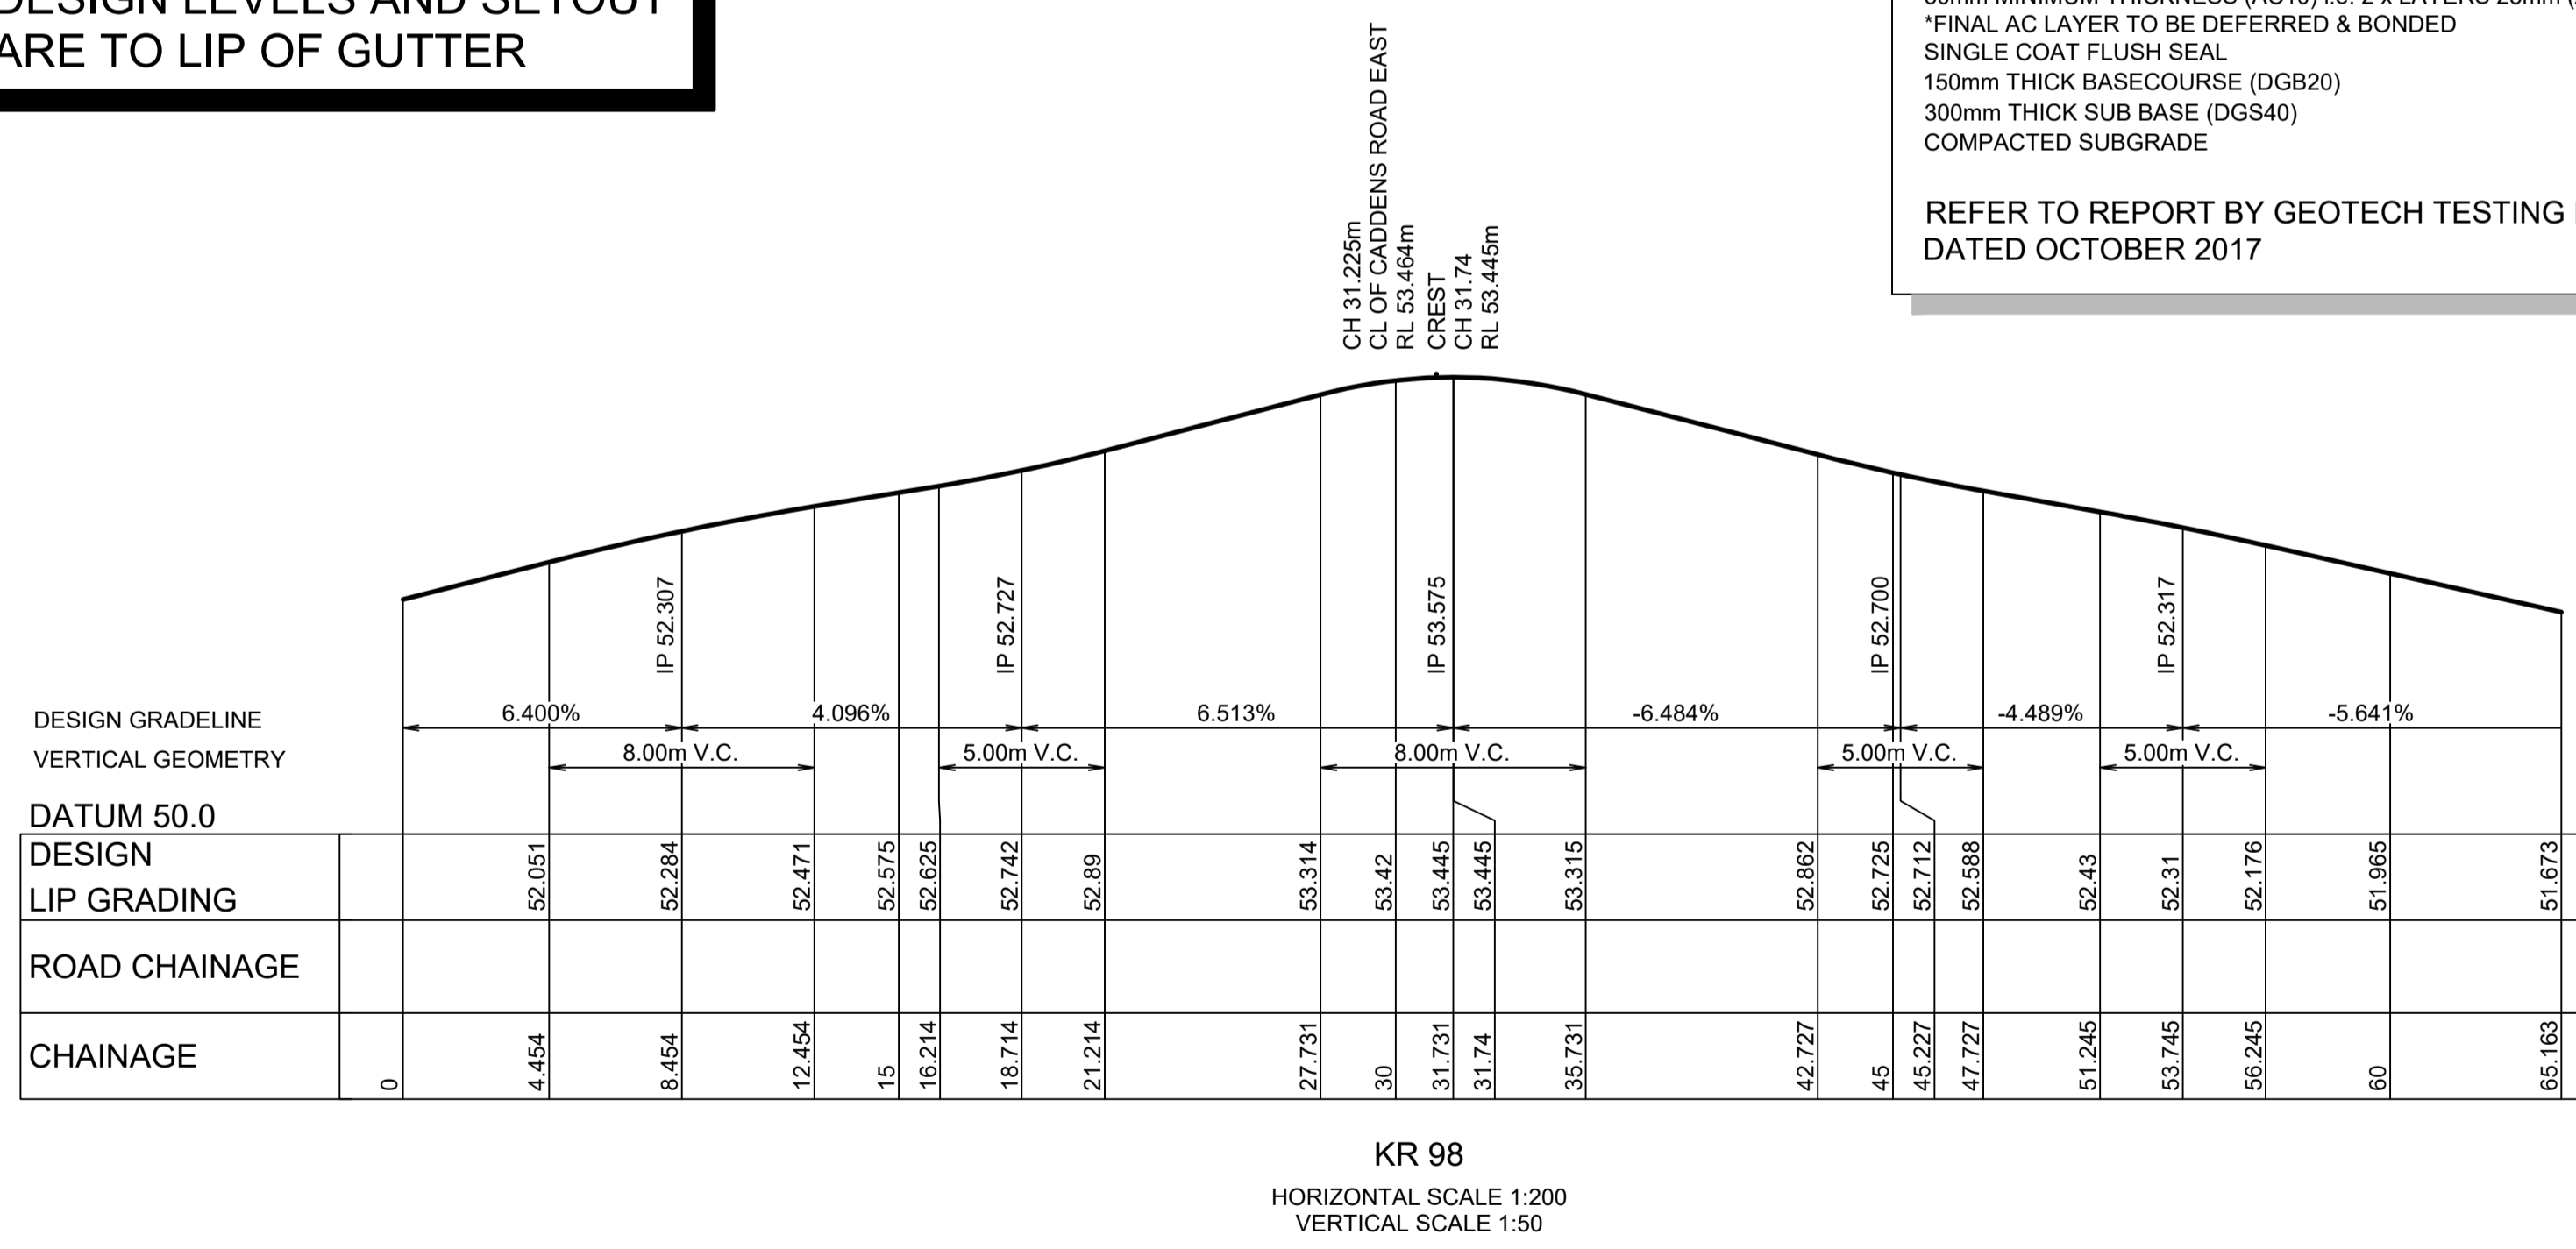 DESIGN LEVELS AND SETOUT
ARE TO LIP OF GUTTER
*FINAL AC LAYER TO BE DEFERRED & BONDED
SINGLE COAT FLUSH SEAL
150mm THICK BASECOURSE (DGB20)
300mm THICK SUB BASE (DGS40)
COMPACTED SUBGRADE
REFER TO REPORT BY GEOTECH TESTING
DATED OCTOBER 2017
CH 31.225m
CL OF CADDENS ROAD EAST
RL 53.464m
CREST
CH 31.74
RL 53.445m
IP 52.307
IP 52.727
IP 53.575
IP 52.700
IP 52.317
DESIGN GRADELINE
6.400% 4.096% 6.513% -6.484% -4.489% -5.641%
VERTICAL GEOMETRY
8.00m V.C. 5.00m V.C. 8.00m V.C. 5.00m V.C. 5.00m V.C.
DATUM 50.0
DESIGN
LIP GRADING
52.051 52.284 52.471 52.575 52.625 52.742 52.89 53.314 53.42 53.445 53.445 53.315 52.862 52.725 52.712 52.588 52.43 52.31 52.176 51.965 51.673
ROAD CHAINAGE
CHAINAGE
0 4.454 8.454 12.454 15 16.214 18.714 21.214 27.731 30 31.731 31.74 35.731 42.727 45 45.227 47.727 51.245 53.745 56.245 60 65.163
KR 98
HORIZONTAL SCALE 1:200
VERTICAL SCALE 1:50